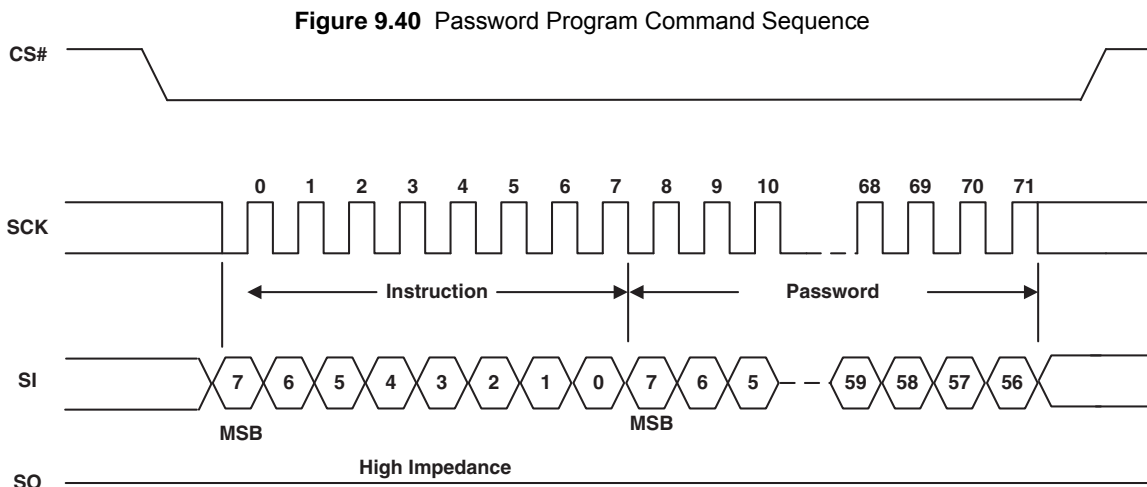 Figure 9.40 Password Program Command Sequence
CS#
0 1 2 3 4 5 6 7 8 9 10 68 69 70 71
SCK
Instruction Password
SI 7 6 5 4 3 2 1 0 7 6 5 59 58 57 56
MSB MSB
High Impedance
SO